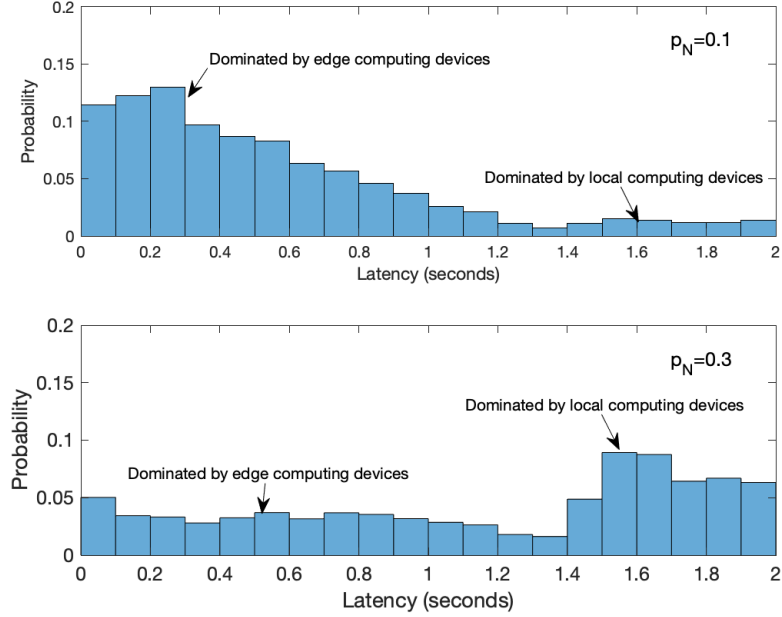 0.2
p_N=0.1
Dominated by edge computing devices
0.15
Probability
0.1
Dominated by local computing devices
0.05
0
0 0.2 0.4 0.6 0.8 1 1.2 1.4 1.6 1.8 2
Latency (seconds)
0.2
p_N=0.3
0.15
Dominated by local computing devices
Probability
0.1
Dominated by edge computing devices
0.05
0
0 0.2 0.4 0.6 0.8 1 1.2 1.4 1.6 1.8 2
Latency (seconds)